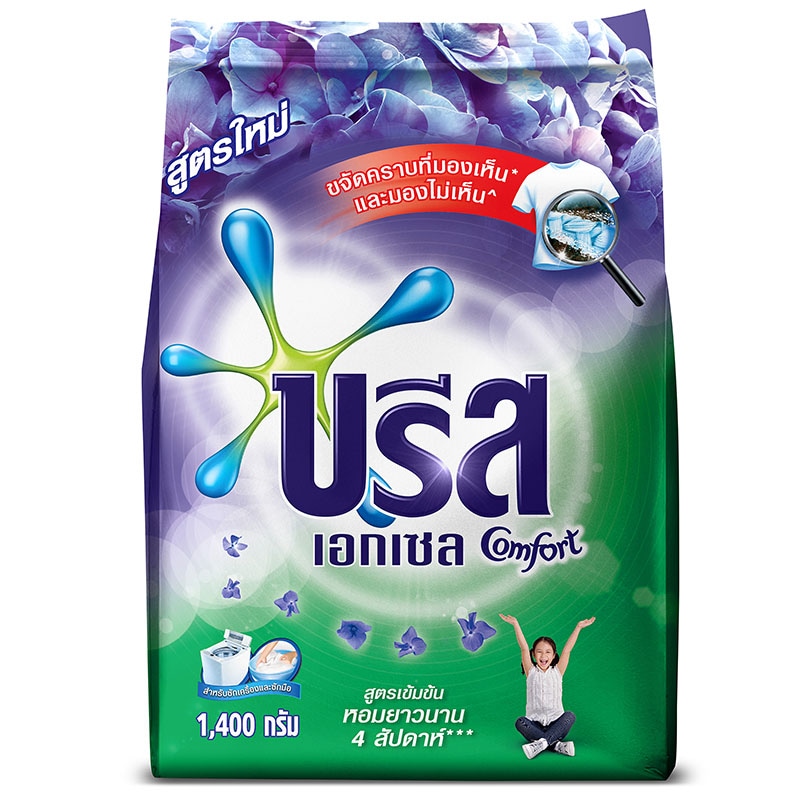 สูตรใหม่
ขจัดคราบที่มองเห็น*
และมองไม่เห็น^
บรีส
เอกเซล Comfort
สำหรับซักเครื่องและซักมือ
1,400 กรัม
สูตรเข้มข้น
หอมยาวนาน
4 สัปดาห์***